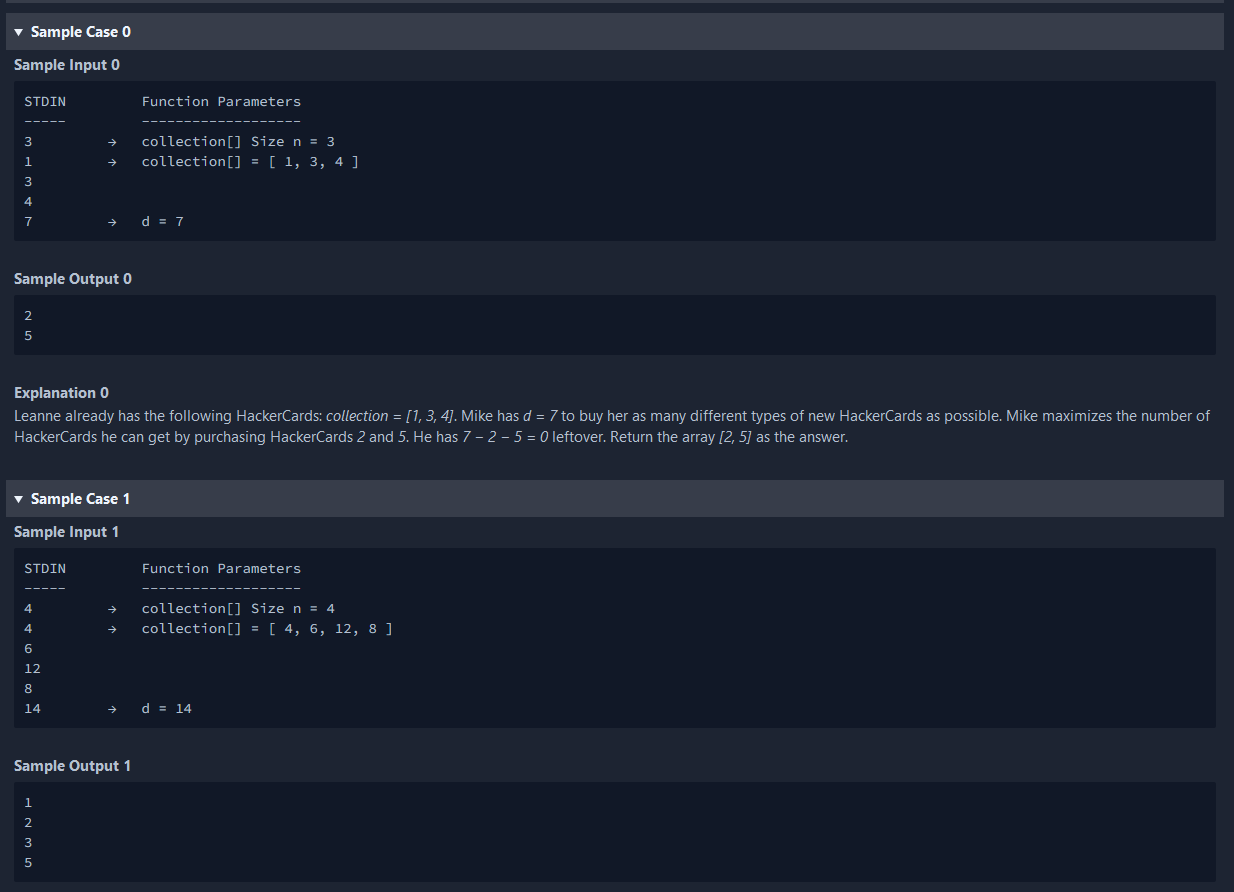 ▼ Sample Case 0
Sample Input 0
STDIN Function Parameters
----- -------------------
3 → collection[] Size n = 3
1 → collection[] = [ 1, 3, 4 ]
3
4
7 → d = 7
Sample Output 0
2
5
Explanation 0
Leanne already has the following HackerCards: collection = [1, 3, 4]. Mike has d = 7 to buy her as many different types of new HackerCards as possible. Mike maximizes the number of
HackerCards he can get by purchasing HackerCards 2 and 5. He has 7 − 2 − 5 = 0 leftover. Return the array [2, 5] as the answer.
▼ Sample Case 1
Sample Input 1
STDIN Function Parameters
----- -------------------
4 → collection[] Size n = 4
4 → collection[] = [ 4, 6, 12, 8 ]
6
12
8
14 → d = 14
Sample Output 1
1
2
3
5